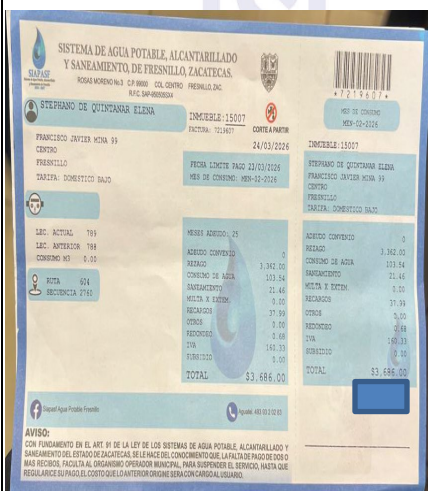 SISTEMA DE AGUA POTABLE, ALCANTARILLADO
Y SANEAMIENTO, DE FRESNILLO, ZACATECAS.
ROSAS MORENO No.3 C.P. 99000 COL. CENTRO FRESNILLO, ZAC.
SIAPASF
*7219607*
STEPHANO DE QUINTANAR ELENA
INMUEBLE:15007
FACTURA: 7219607
CORTE A PARTIR
24/03/2026
MES DE CONSUMO
MEN-02-2026
FRANCISCO JAVIER MINA 99
CENTRO
FRESNILLO
TARIFA: DOMESTICO BAJO
FECHA LIMITE PAGO 23/03/2026
MES DE CONSUMO: MEN-02-2026
INMUEBLE:15007
STEPHANO DE QUINTANAR ELENA
FRANCISCO JAVIER MINA 99
CENTRO
FRESNILLO
TARIFA: DOMESTICO BAJO
LEC. ACTUAL 789
LEC. ANTERIOR 788
CONSUMO M3 0.00
RUTA 604
SECUENCIA 2760
MESES ADEUDO: 25
ADEUDO CONVENIO 0
REZAGO 3,362.00
CONSUMO DE AGUA 103.54
SANEAMIENTO 21.46
MULTA X EXTEM. 0.00
RECARGOS 37.99
OTROS 0.00
REDONDEO 0.68
IVA 160.33
SUBSIDIO 0.00
TOTAL $3,686.00
ADEUDO CONVENIO 0
REZAGO 3,362.00
CONSUMO DE AGUA 103.54
SANEAMIENTO 21.46
MULTA X EXTEM 0.00
RECARGOS 37.99
OTROS 0.00
REDONDEO 0.68
IVA 160.33
SUBSIDIO 0.00
TOTAL $3,686.00
Siapasf Agua Potable Fresnillo
AVISO:
CON FUNDAMENTO EN EL ART. 91 DE LA LEY DE LOS SISTEMAS DE AGUA POTABLE, ALCANTARILLADO Y
SANEAMIENTO DEL ESTADO DE ZACATECAS, SE LE HACE DEL CONOCIMIENTO QUE, LA FALTA DE PAGO DE DOS O
MAS RECIBOS, FACULTA AL ORGANISMO OPERADOR MUNICIPAL, PARA SUSPENDER EL SERVICIO, HASTA QUE
REGULARICE SU PAGO, EL COSTO QUE LO ANTERIOR ORIGINE SERA CON CARGO AL USUARIO.